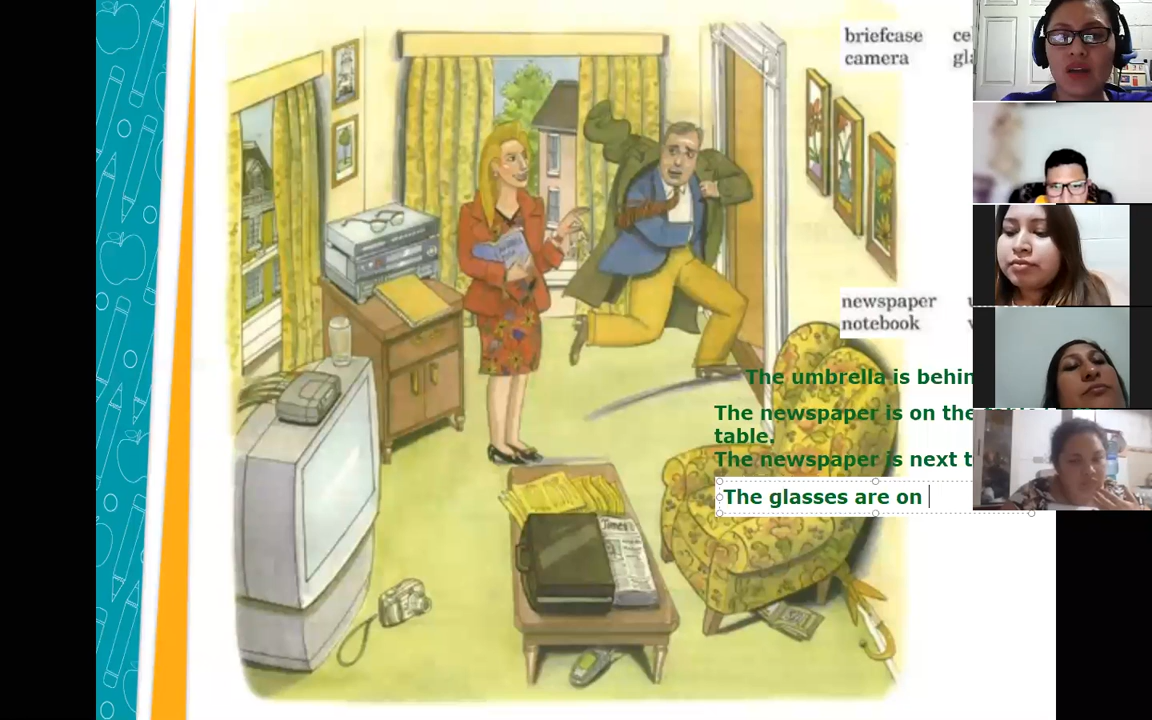 briefcase
camera
newspaper
notebook
The umbrella is
The newspaper is on the
table.
The newspaper is next
The glasses are on
Times